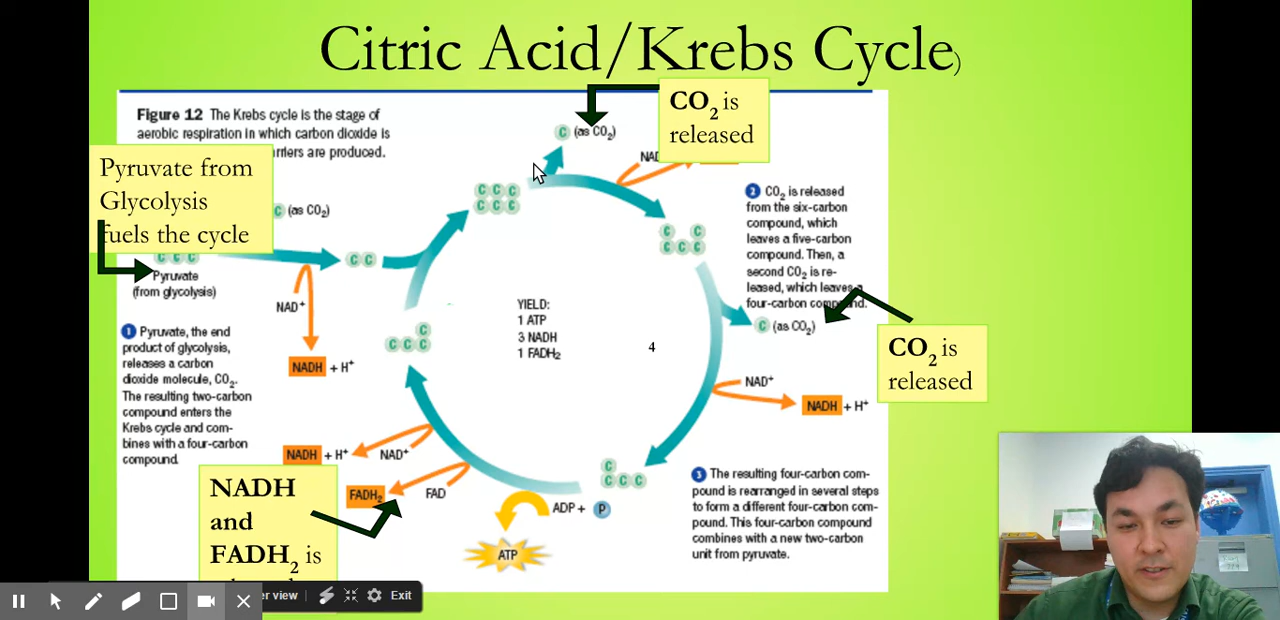 Citric Acid/Krebs Cycle)
Figure 12 The Krebs cycle is the stage of
aerobic respiration in which carbon dioxide is
rriers are produced.
Pyruvate from
Glycolysis
fuels the cycle
C C C
Pyruvate
(from glycolysis)
C (as CO₂)
NAD⁺
NADH + H⁺
C C
C C C
C C C
C (as CO₂)
CO₂ is
released
NAD
C C
C C C
2 CO₂ is released
from the six-carbon
compound, which
leaves a five-carbon
compound. Then, a
second CO₂ is re-
leased, which leaves a
four-carbon compound.
C (as CO₂)
CO₂ is
released
NAD⁺
NADH + H⁺
YIELD:
1 ATP
3 NADH
1 FADH₂
4
1 Pyruvate, the end
product of glycolysis,
releases a carbon
dioxide molecule, CO₂.
The resulting two-carbon
compound enters the
Krebs cycle and com-
bines with a four-carbon
compound.
C
C C C
C
C C C
3 The resulting four-carbon com-
pound is rearranged in several steps
to form a different four-carbon com-
pound. This four-carbon compound
combines with a new two-carbon
unit from pyruvate.
NADH + H⁺
NAD⁺
FADH₂
FAD
ADP + P
ATP
NADH
and
FADH₂ is
er view
Exit